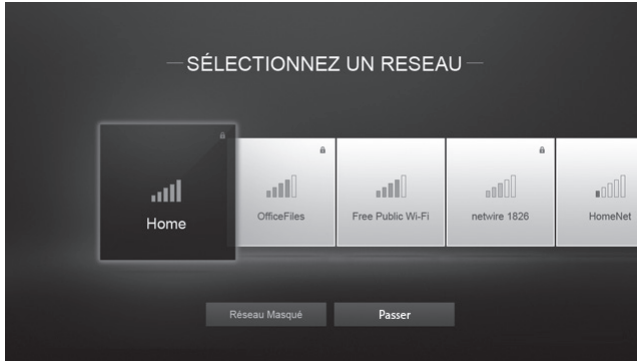 SÉLECTIONNEZ UN RESEAU
Home
OfficeFiles
Free Public Wi-Fi
netwire 1826
HomeNet
Réseau Masqué
Passer